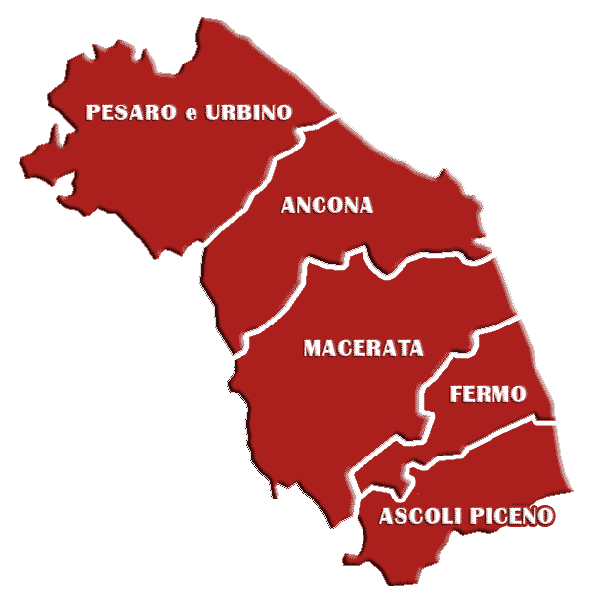 PESARO e URBINO
ANCONA
MACERATA
FERMO
ASCOLI PICENO